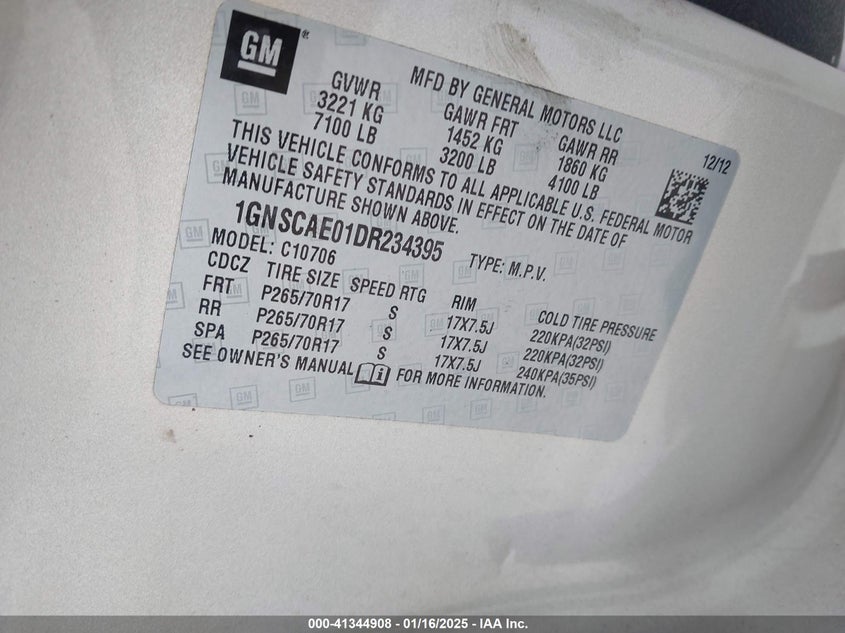 GM
MFD BY GENERAL MOTORS LLC
GVWR GAWR FRT GAWR RR
3221 KG 1452 KG 1860 KG
7100 LB 3200 LB 4100 LB
12/12
THIS VEHICLE CONFORMS TO ALL APPLICABLE U.S. FEDERAL MOTOR
VEHICLE SAFETY STANDARDS IN EFFECT ON THE DATE OF
MANUFACTURE SHOWN ABOVE.
1GNSCAE01DR234395
TYPE: M.P.V.
MODEL: C10706
CDCZ TIRE SIZE SPEED RTG RIM COLD TIRE PRESSURE
FRT P265/70R17 S 17X7.5J 220KPA(32PSI)
RR P265/70R17 S 17X7.5J 220KPA(32PSI)
SPA P265/70R17 S 17X7.5J 240KPA(35PSI)
SEE OWNER'S MANUAL FOR MORE INFORMATION.
000-41344908 - 01/16/2025 - IAA Inc.